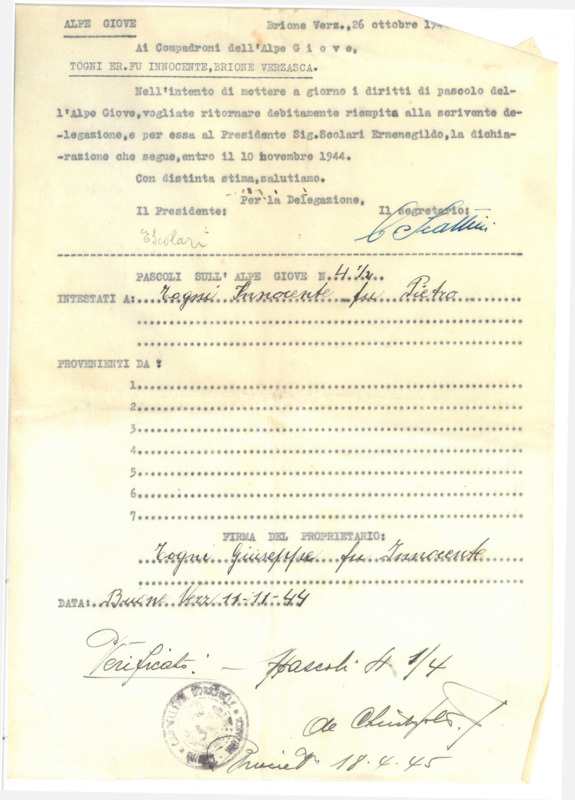 ALPE GIOVE Brione Verz.,26 ottobre 194
Ai Compadroni dell'Alpe G i o v e,
TOGNI ER.FU INNOCENTE,BRIONE VERZASCA.
Nell'intento di mettere a giorno i diritti di pascolo del-
l'Alpe Giove,vogliate ritornare debitamente riempita alla scrivente de-
-legazione,e per essa al Presidente Sig.Scolari Ermenegildo,la dichia-
-razione che segue,entro il 10 novembre 1944.
Con distinta stima,salutiamo.
Per la Delegazione,
Il Presidente: Il segretario:
EScolari
PASCOLI SULL' ALPE GIOVE N. 4 1/2
INTESTATI A: Togni Innocente fu Pietro
PROVENIENTI DA :
1
2
3
4
5
6
7
FIRMA DEL PROPRIETARIO:
Togni Giuseppe fu Innocente
DATA: Brione Verz 11-11-44
Verificato: - Pascoli 4 1/4
18.4.45